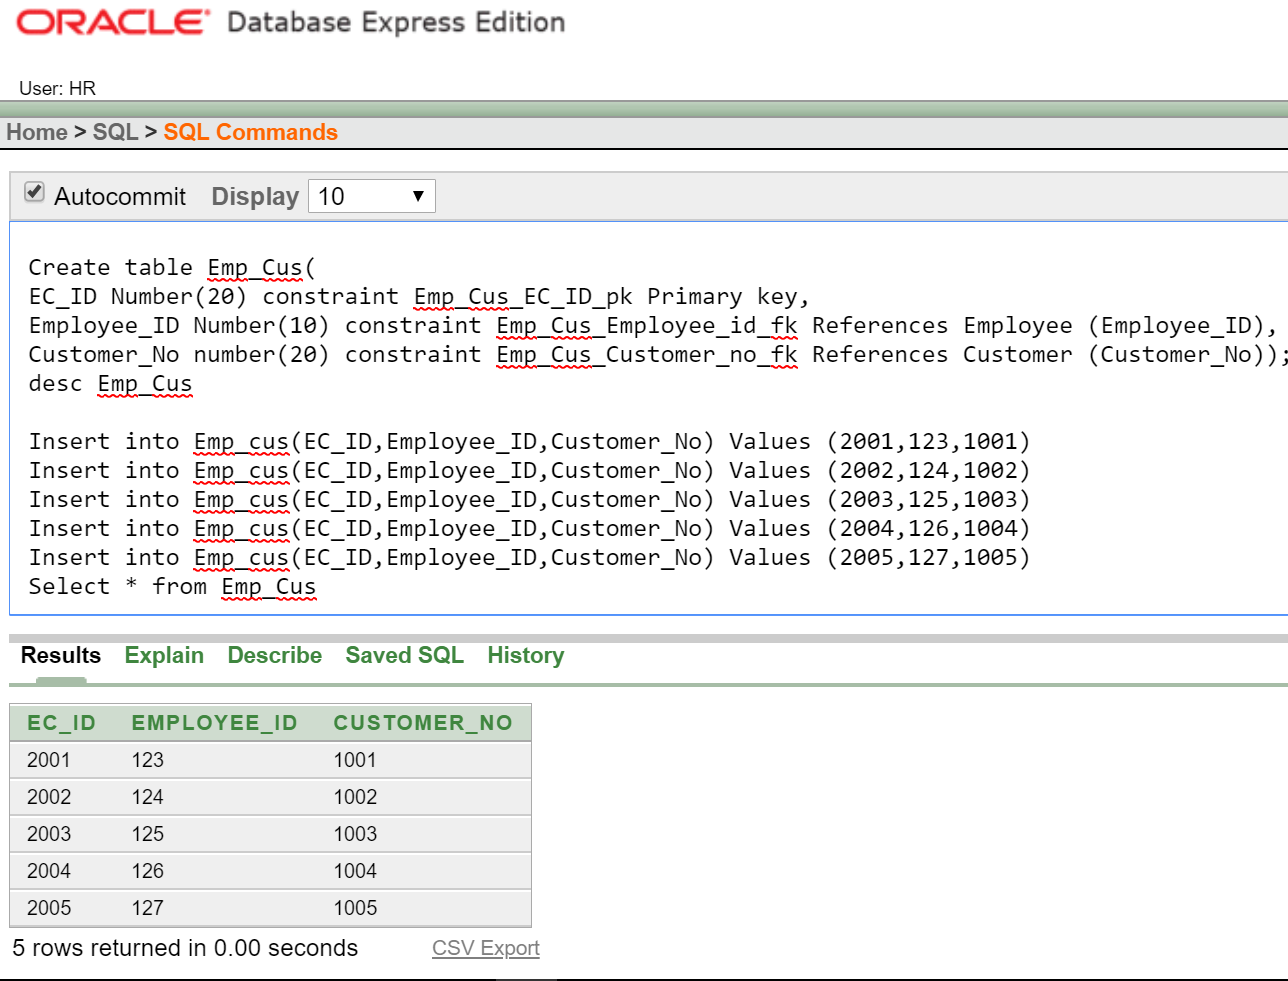 ORACLE Database Express Edition
User: HR
Home > SQL > SQL Commands
Autocommit Display 10
Create table Emp_Cus(
EC_ID Number(20) constraint Emp_Cus_EC_ID_pk Primary key,
Employee_ID Number(10) constraint Emp_Cus_Employee_id_fk References Employee (Employee_ID),
Customer_No number(20) constraint Emp_Cus_Customer_no_fk References Customer (Customer_No));
desc Emp_Cus
Insert into Emp_cus(EC_ID,Employee_ID,Customer_No) Values (2001,123,1001)
Insert into Emp_cus(EC_ID,Employee_ID,Customer_No) Values (2002,124,1002)
Insert into Emp_cus(EC_ID,Employee_ID,Customer_No) Values (2003,125,1003)
Insert into Emp_cus(EC_ID,Employee_ID,Customer_No) Values (2004,126,1004)
Insert into Emp_cus(EC_ID,Employee_ID,Customer_No) Values (2005,127,1005)
Select * from Emp_Cus
Results Explain Describe Saved SQL History
EC_ID EMPLOYEE_ID CUSTOMER_NO
2001 123 1001
2002 124 1002
2003 125 1003
2004 126 1004
2005 127 1005
5 rows returned in 0.00 seconds CSV Export